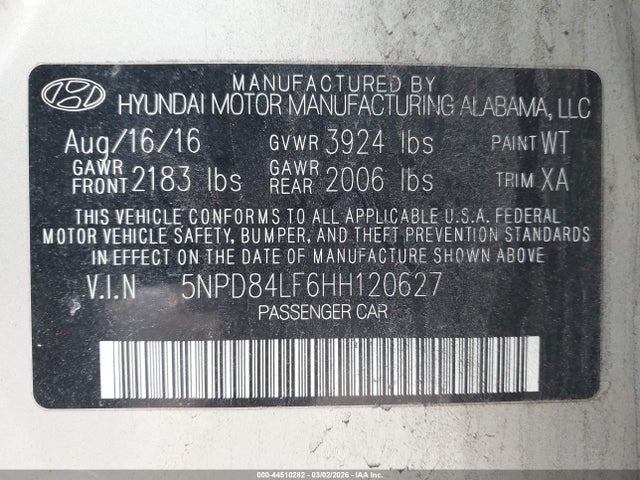 MANUFACTURED BY
HYUNDAI MOTOR MANUFACTURING ALABAMA, LLC
Aug/16/16 GVWR 3924 lbs PAINT WT
GAWR FRONT 2183 lbs GAWR REAR 2006 lbs TRIM XA
THIS VEHICLE CONFORMS TO ALL APPLICABLE U.S.A. FEDERAL
MOTOR VEHICLE SAFETY, BUMPER, AND THEFT PREVENTION STANDARDS
IN EFFECT ON THE DATE OF MANUFACTURE SHOWN ABOVE
V.I.N 5NPD84LF6HH120627
PASSENGER CAR
000-44510282 - 03/02/2026 - IAA Inc.